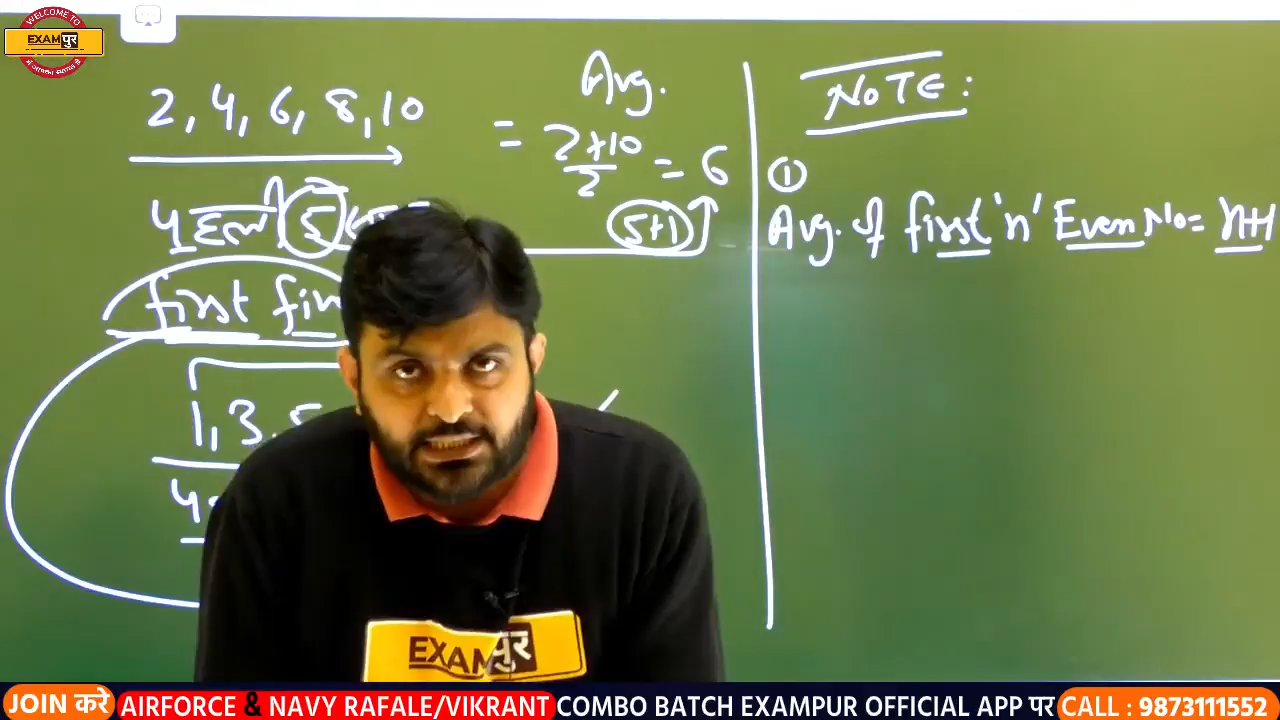 WELCOME TO
EXAMपुर
2, 4, 6, 8, 10
Avg.
= 2+10/2 = 6
पहली 5
5+1
first
1, 3, 5
NOTE:
①
Avg. of first 'n' Even No = n+1
EXAMपुर
JOIN करे AIRFORCE & NAVY RAFALE/VIKRANT COMBO BATCH EXAMPUR OFFICIAL APP पर CALL : 9873111552